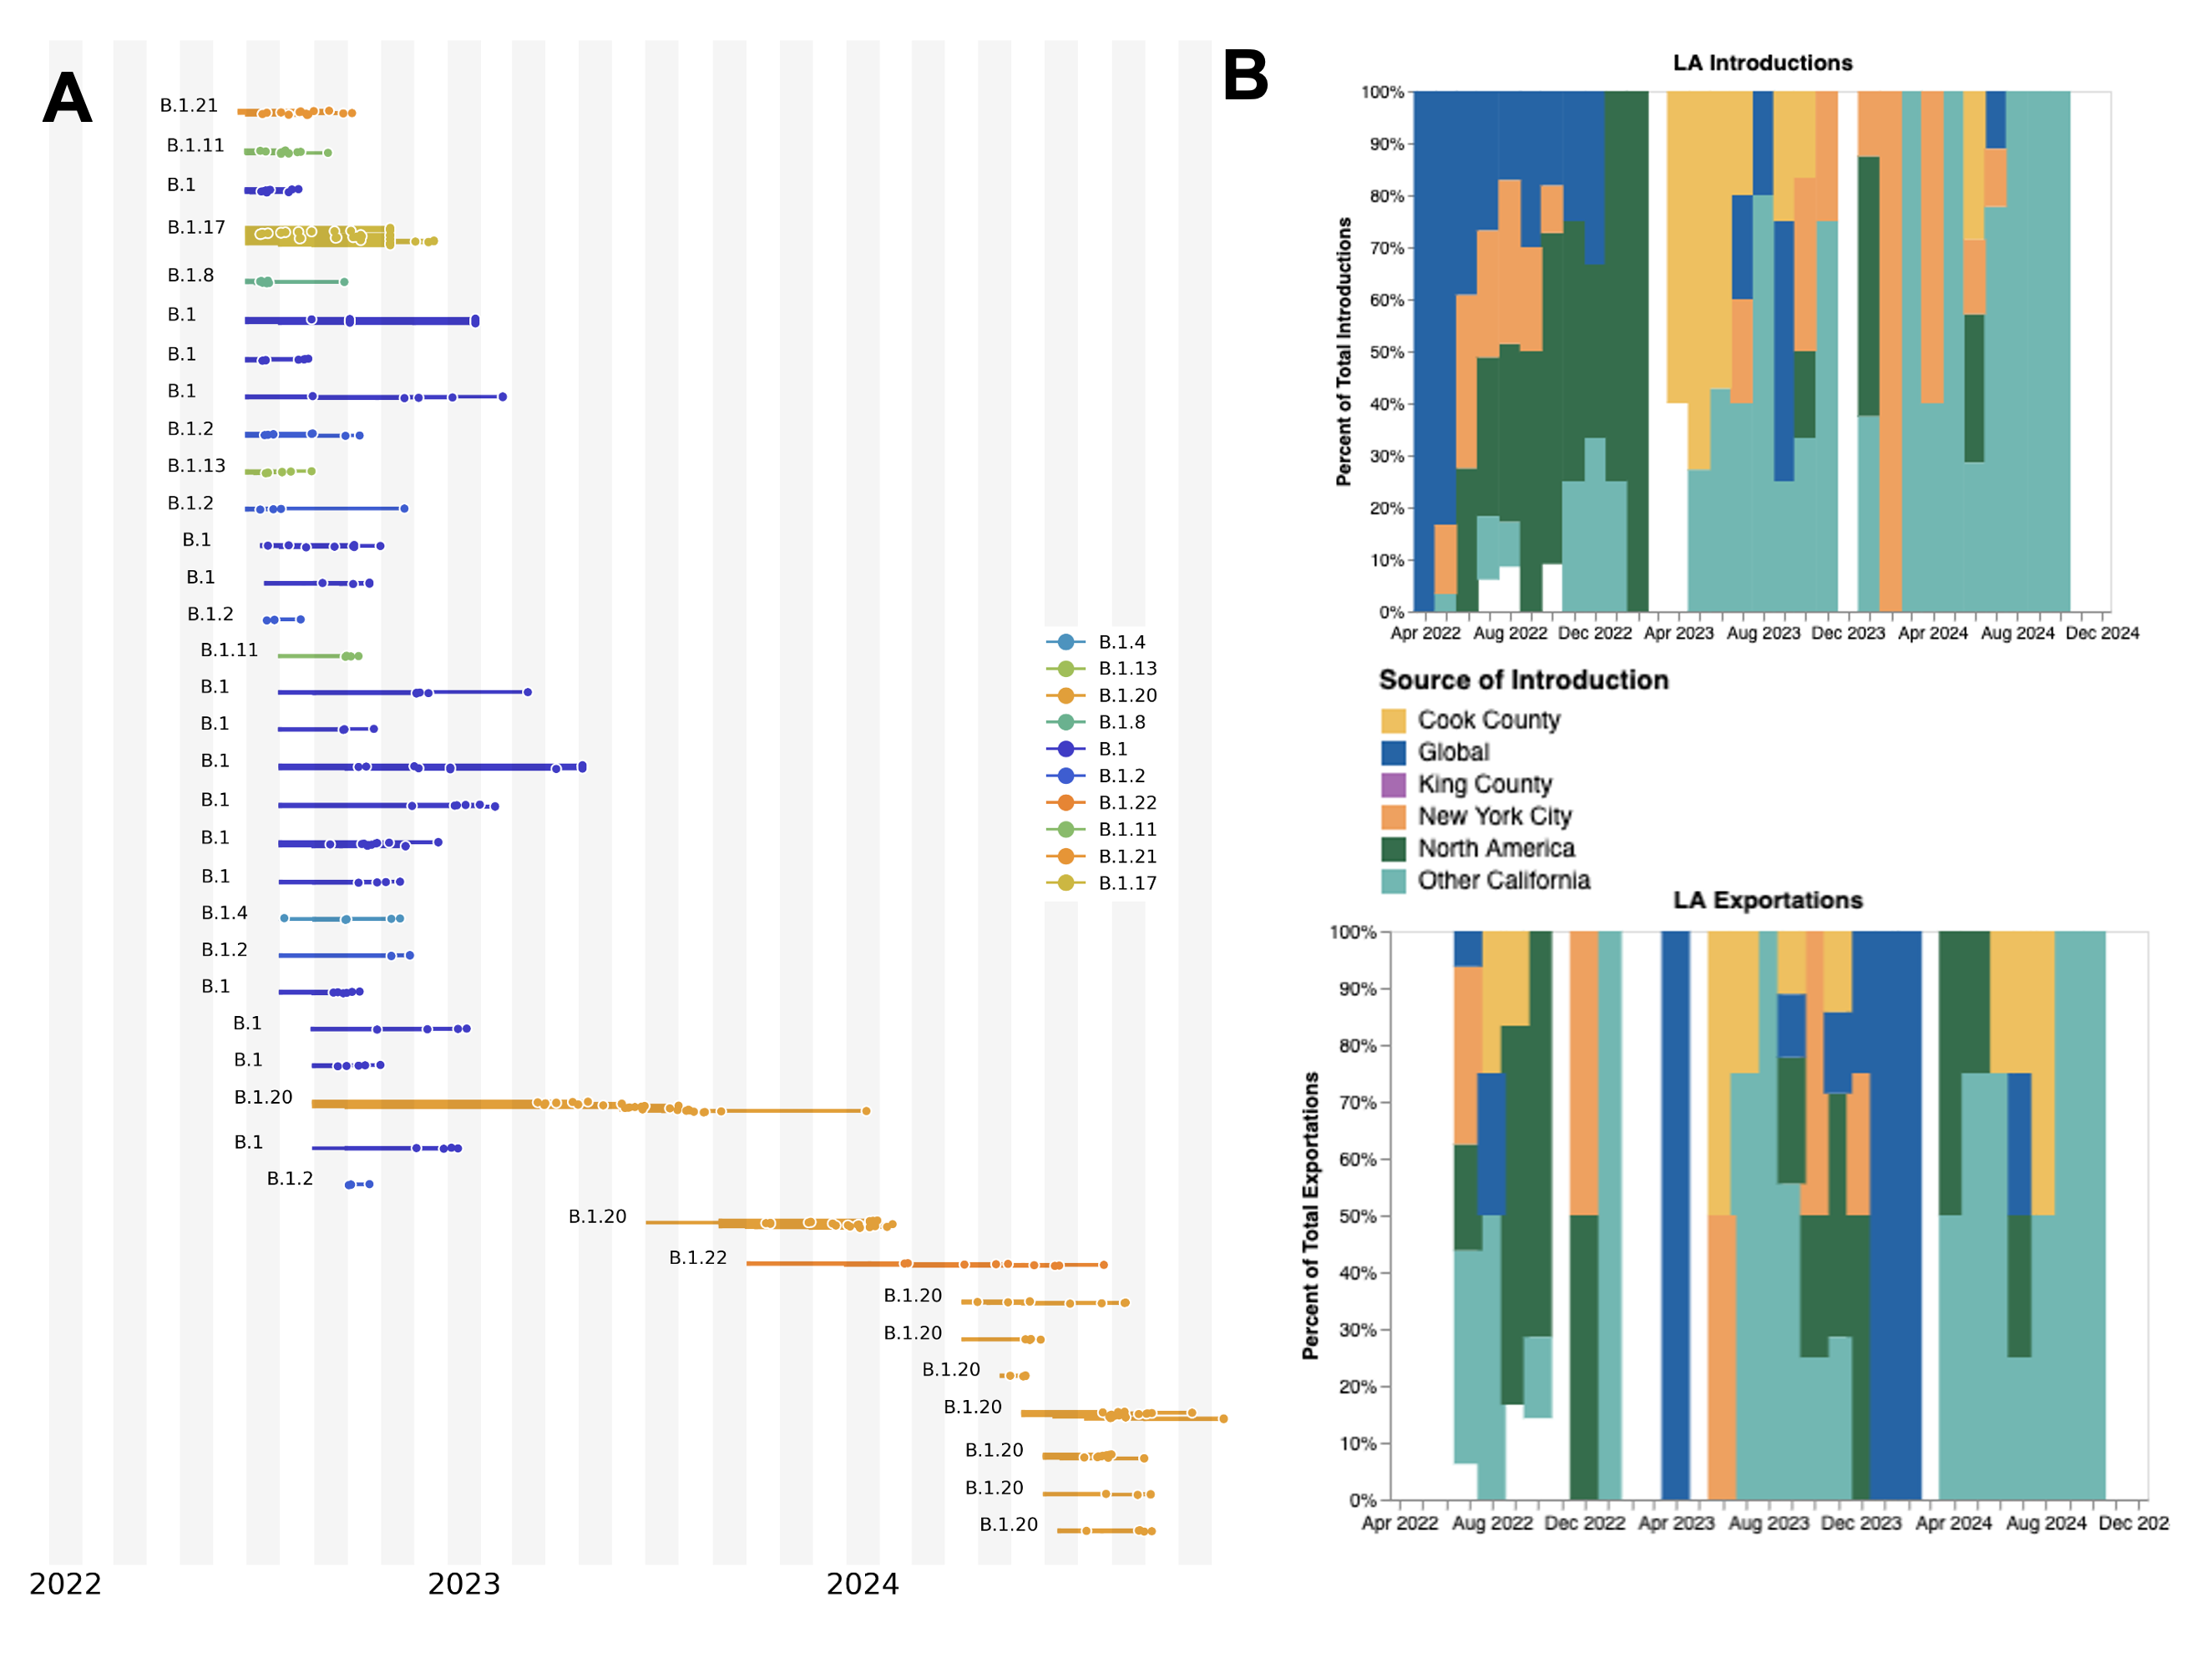 A
B.1.21
B.1.11
B.1
B.1.17
B.1.8
B.1
B.1
B.1
B.1.2
B.1.13
B.1.2
B.1
B.1
B.1.2
B.1.11
B.1
B.1
B.1
B.1
B.1
B.1
B.1.4
B.1.2
B.1
B.1
B.1
B.1.20
B.1
B.1.2
B.1.20
B.1.22
B.1.20
B.1.20
B.1.20
B.1.20
B.1.20
B.1.20
B.1.20
B.1.4
B.1.13
B.1.20
B.1.8
B.1
B.1.2
B.1.22
B.1.11
B.1.21
B.1.17
2022 2023 2024
B
LA Introductions
Percent of Total Introductions
100%
90%
80%
70%
60%
50%
40%
30%
20%
10%
0%
Apr 2022 Aug 2022 Dec 2022 Apr 2023 Aug 2023 Dec 2023 Apr 2024 Aug 2024 Dec 2024
Source of Introduction
Cook County
Global
King County
New York City
North America
Other California
LA Exportations
Percent of Total Exportations
100%
90%
80%
70%
60%
50%
40%
30%
20%
10%
0%
Apr 2022 Aug 2022 Dec 2022 Apr 2023 Aug 2023 Dec 2023 Apr 2024 Aug 2024 Dec 202